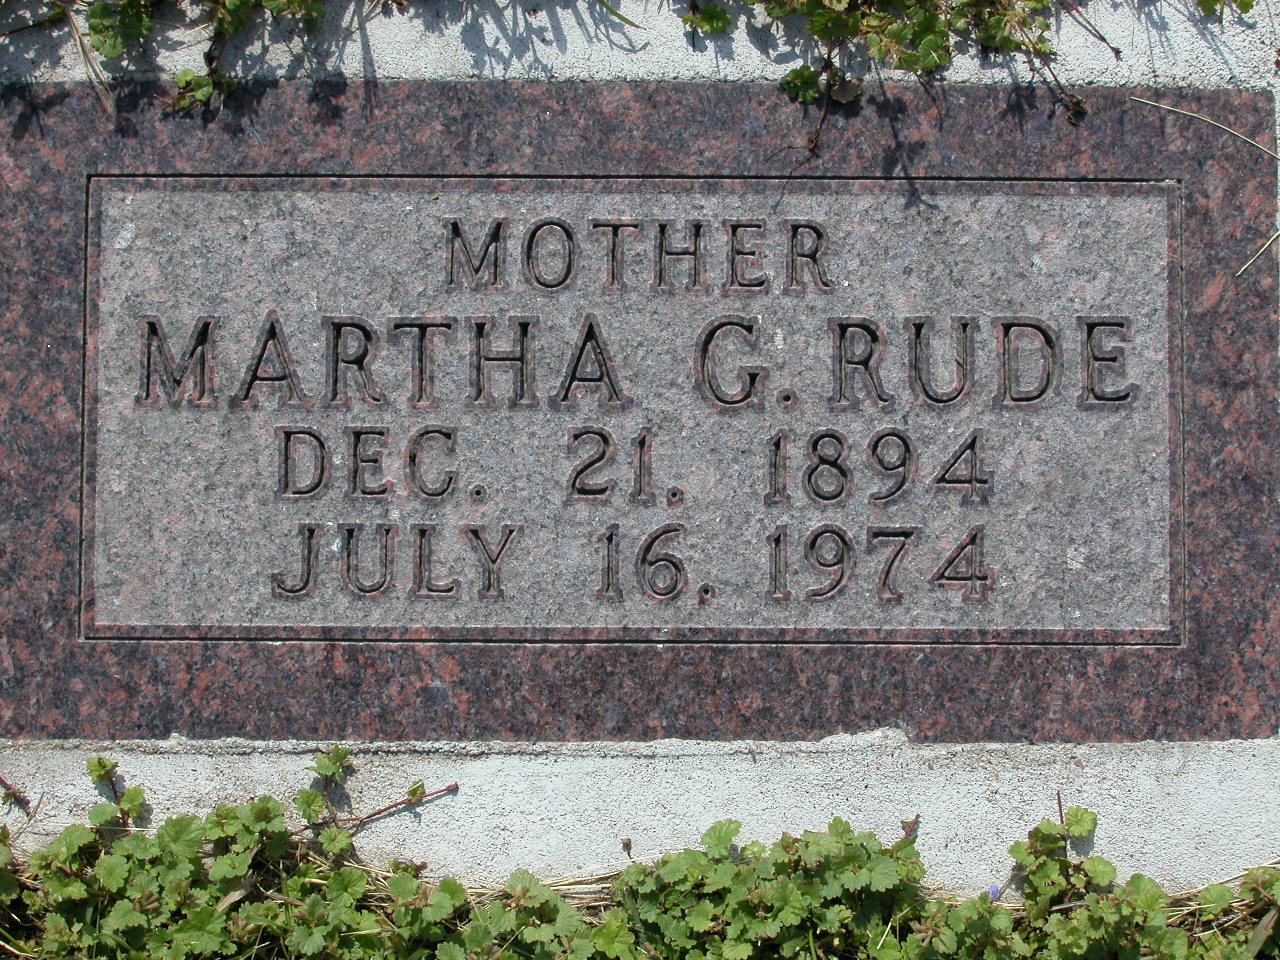 MOTHER
MARTHA G. RUDE
DEC. 21. 1894
JULY 16. 1974